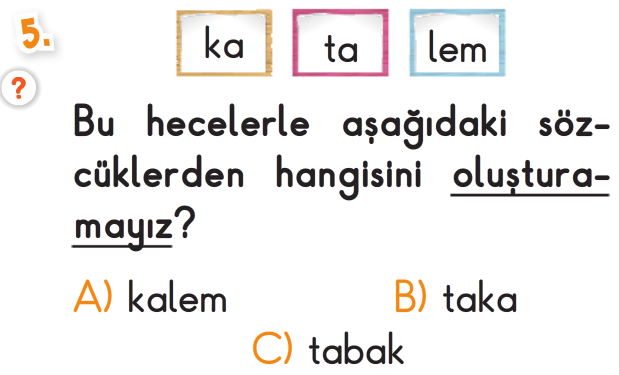 5.
ka ta lem
?
Bu hecelerle aşağıdaki söz-
cüklerden hangisini oluştura-
mayız?
A) kalem B) taka
C) tabak